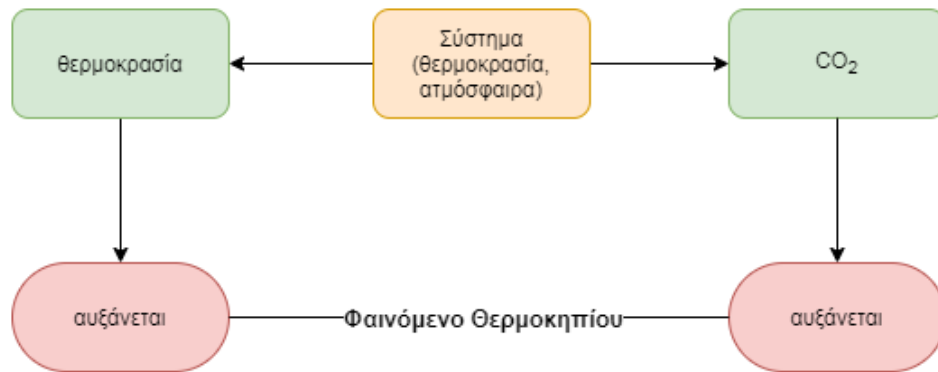 θερμοκρασία
Σύστημα
(θερμοκρασία,
ατμόσφαιρα)
CO₂
αυξάνεται
Φαινόμενο Θερμοκηπίου
αυξάνεται